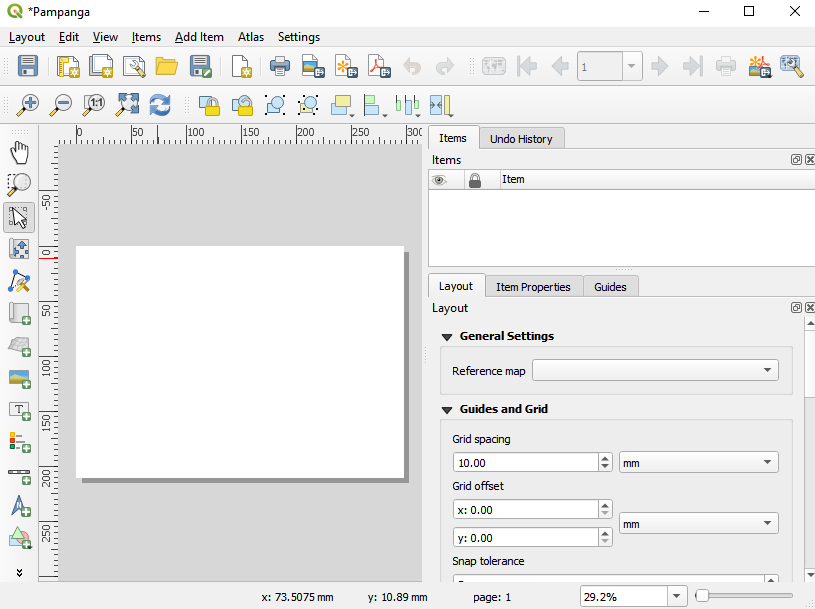 *Pampanga
Layout Edit View Items Add Item Atlas Settings
1
1:1
0 50 100 150 200 250 300
-50
0
50
100
150
200
250
T
Items Undo History
Items
Item
Layout Item Properties Guides
Layout
General Settings
Reference map
Guides and Grid
Grid spacing
10.00 mm
Grid offset
x: 0.00
mm
y: 0.00
Snap tolerance
x: 73.5075 mm y: 10.89 mm page: 1 29.2%